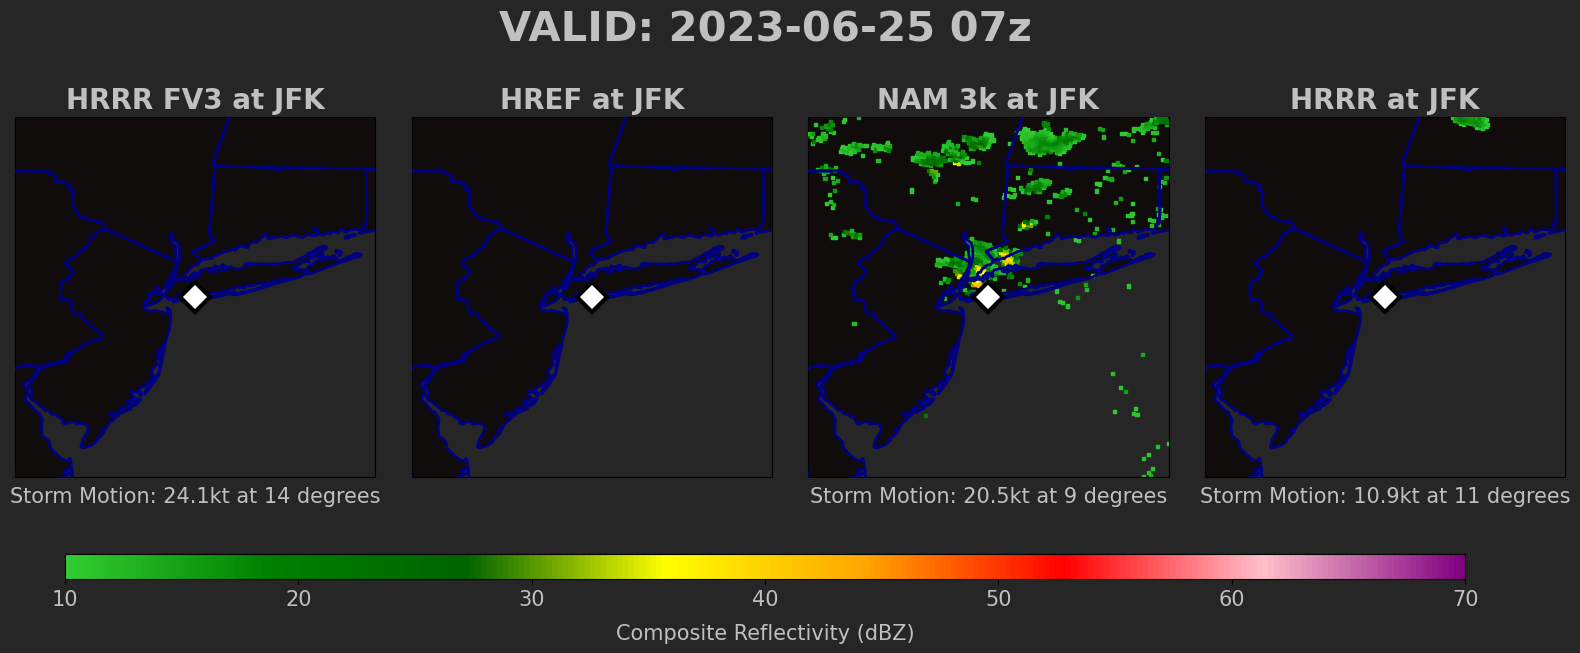 VALID: 2023-06-25 07z
HRRR FV3 at JFK
HREF at JFK
NAM 3k at JFK
HRRR at JFK
Storm Motion: 24.1kt at 14 degrees
Storm Motion: 20.5kt at 9 degrees
Storm Motion: 10.9kt at 11 degrees
10 20 30 40 50 60 70
Composite Reflectivity (dBZ)